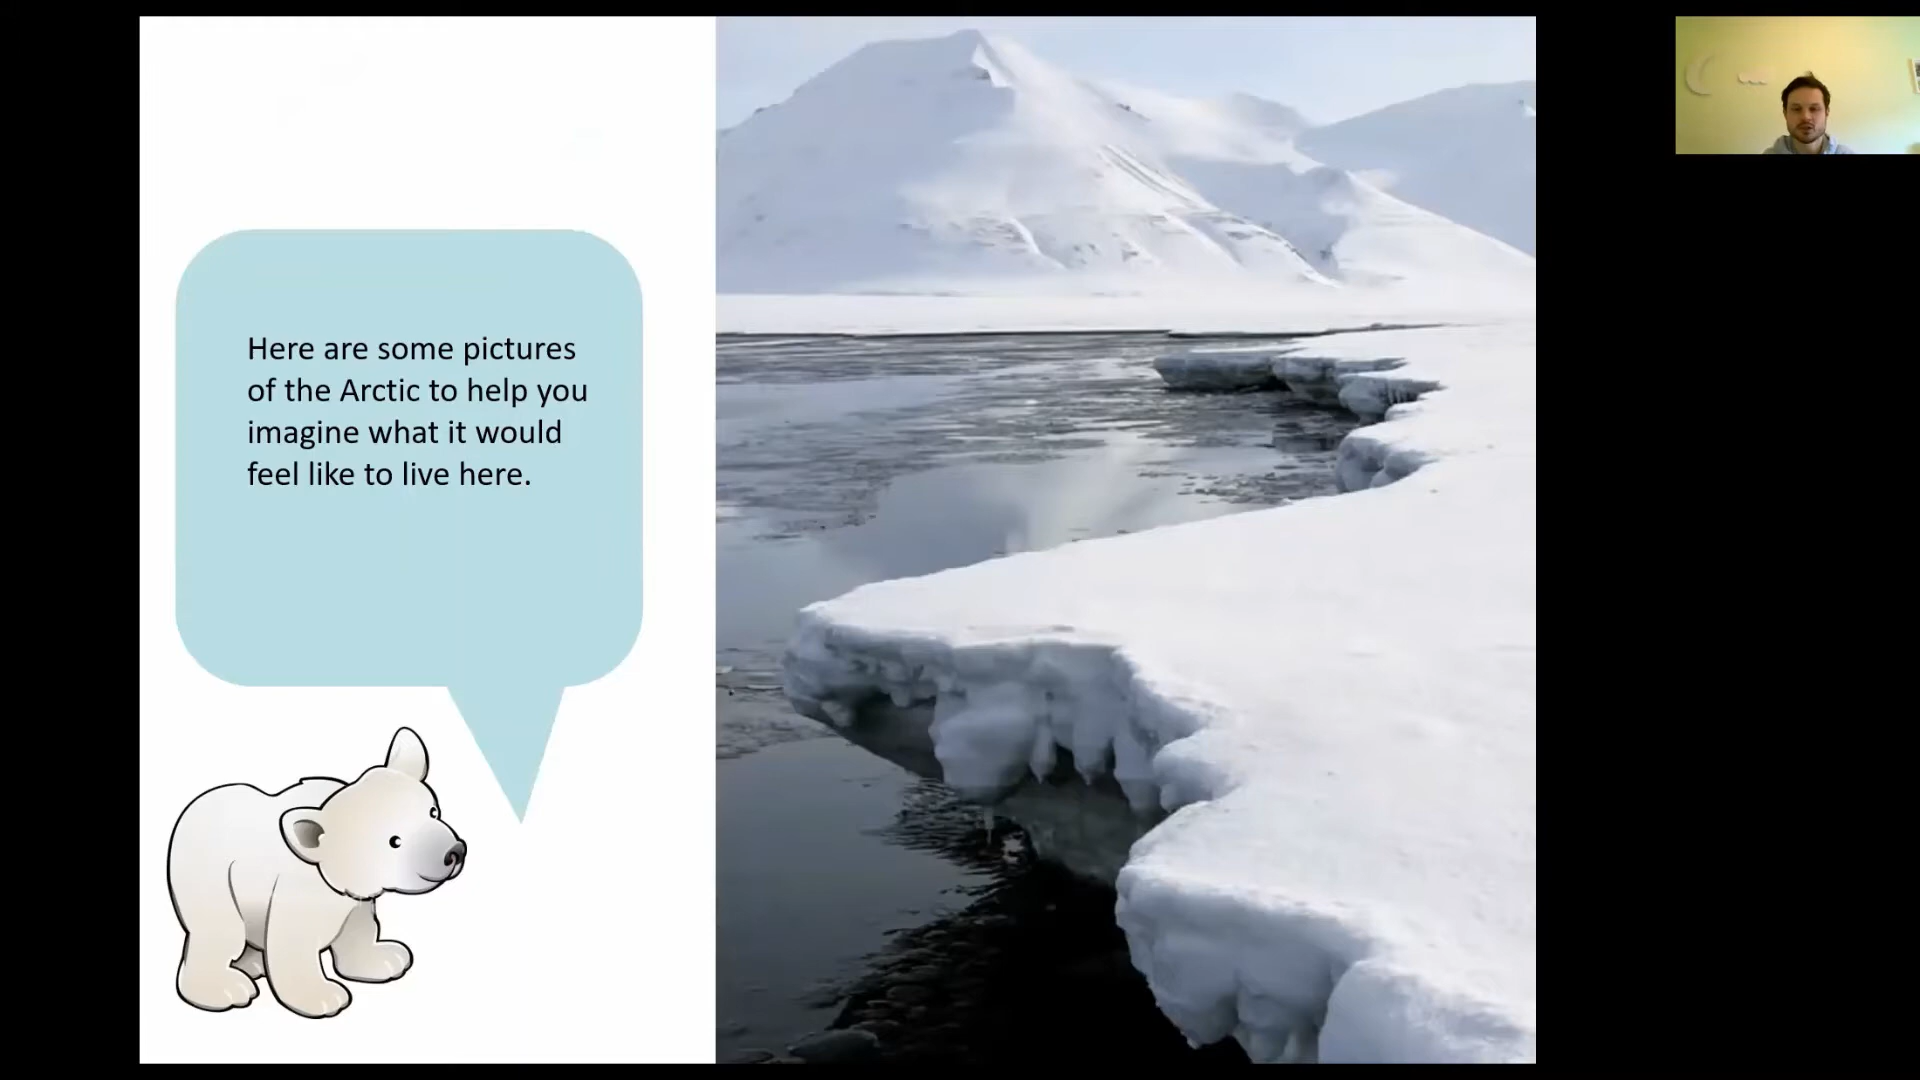 Here are some pictures
of the Arctic to help you
imagine what it would
feel like to live here.